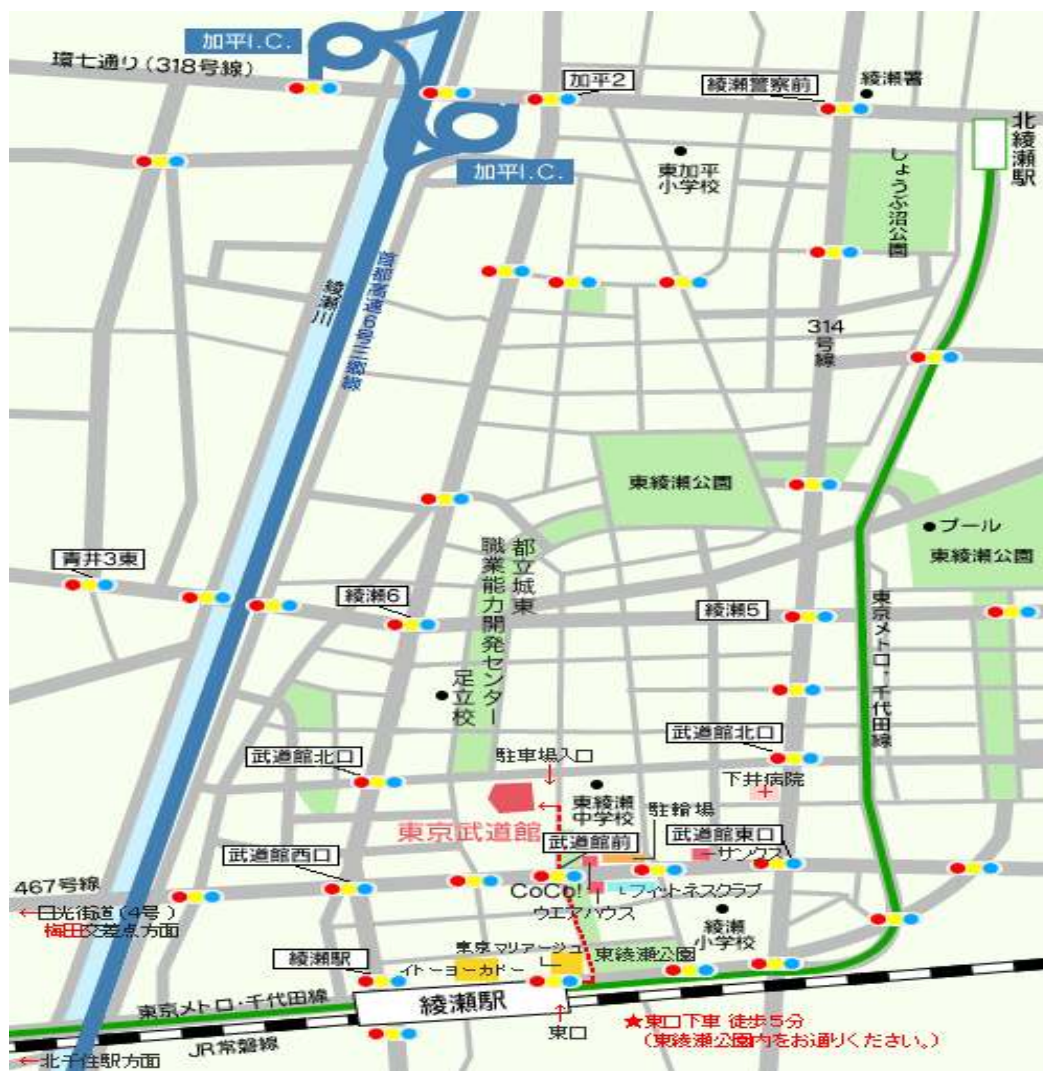 加平I.C.
環七通り(318号線)
加平2
綾瀬警察前
綾瀬署
北綾瀬駅
加平I.C.
東加平
小学校
しょうぶ沼公園
綾瀬川
首都高速6号三郷線
314号線
東綾瀬公園
プール
東綾瀬公園
青井3東
都立城東
職業能力開発センター
足立校
綾瀬6
綾瀬5
東京メトロ・千代田線
武道館北口
駐車場入口
武道館北口
下井病院
東綾瀬
中学校
駐輪場
東京武道館
武道館前
武道館東口
サンクス
武道館西口
467号線
CoCo!
フィットネスクラブ
ウエアハウス
←日光街道(4号)
梅田交差点方面
綾瀬
小学校
綾瀬駅
東京マリアージュ
東綾瀬公園
イトーヨーカドー
東京メトロ・千代田線
綾瀬駅
東口
★東口下車 徒歩5分
(東綾瀬公園内をお通りください。)
JR常磐線
←北千住駅方面